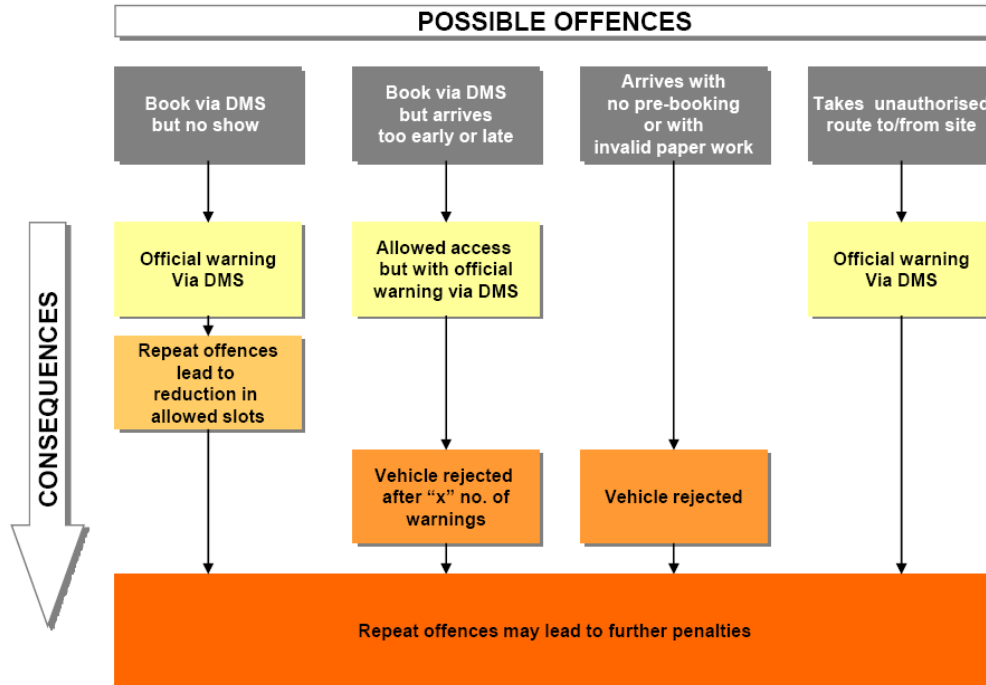 POSSIBLE OFFENCES
Book via DMS
but no show
Book via DMS
but arrives
too early or late
Arrives with
no pre-booking
or with
invalid paper work
Takes unauthorised
route to/from site
CONSEQUENCES
Official warning
Via DMS
Allowed access
but with official
warning via DMS
Official warning
Via DMS
Repeat offences
lead to
reduction in
allowed slots
Vehicle rejected
after “x” no. of
warnings
Vehicle rejected
Repeat offences may lead to further penalties